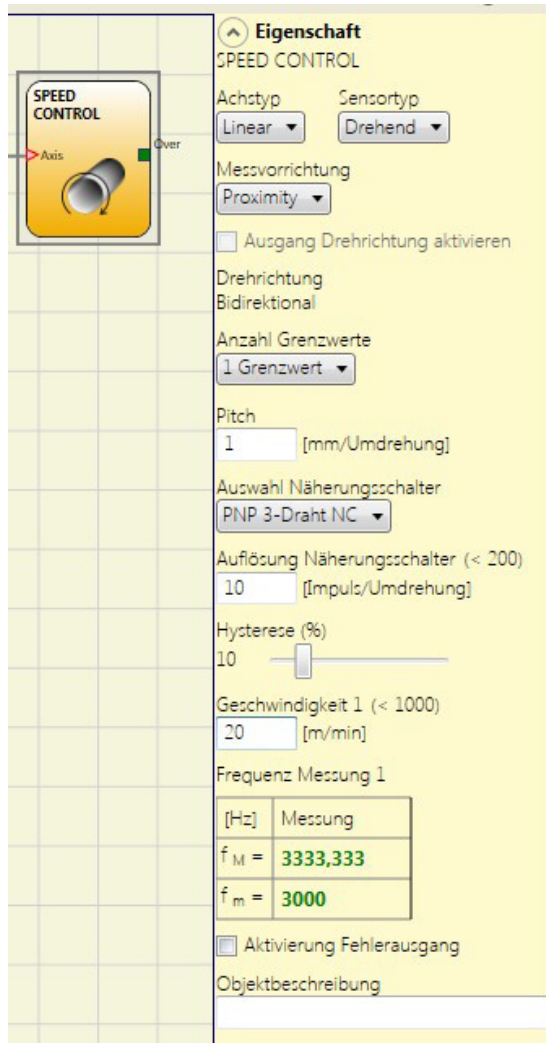 Eigenschaft
SPEED CONTROL
SPEED
CONTROL
Axis
Over
Achstyp Sensortyp
Linear Drehend
Messvorrichtung
Proximity
Ausgang Drehrichtung aktivieren
Drehrichtung
Bidirektional
Anzahl Grenzwerte
1 Grenzwert
Pitch
1 [mm/Umdrehung]
Auswahl Näherungsschalter
PNP 3-Draht NC
Auflösung Näherungsschalter (< 200)
10 [Impuls/Umdrehung]
Hysterese (%)
10
Geschwindigkeit 1 (< 1000)
20 [m/min]
Frequenz Messung 1
[Hz] Messung
f M = 3333,333
f m = 3000
Aktivierung Fehlerausgang
Objektbeschreibung